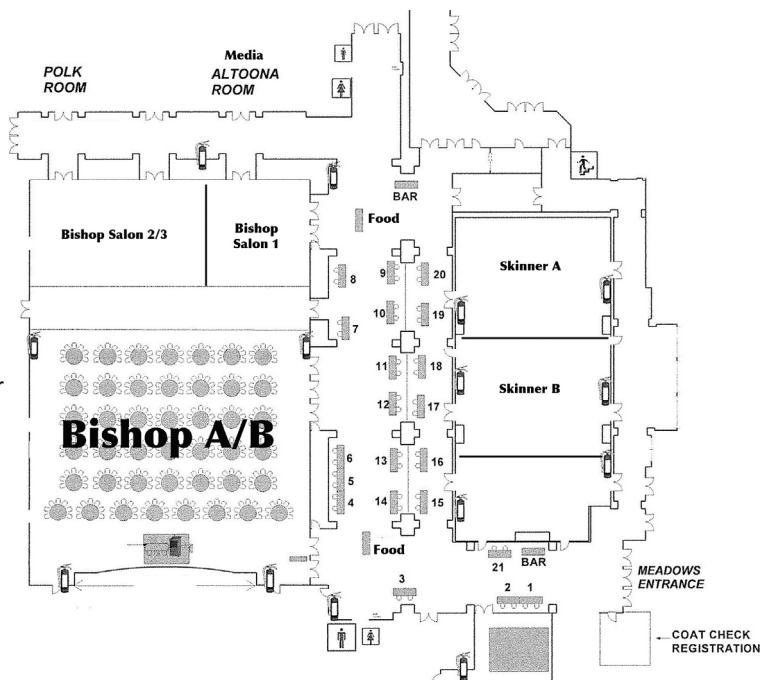 Media
POLK
ROOM
ALTOONA
ROOM
BAR
Food
Bishop Salon 2/3
Bishop
Salon 1
Skinner A
9
20
8
10
19
7
11
18
Skinner B
12
17
Bishop A/B
6
13
16
5
4
14
15
Food
21
BAR
3
2
1
MEADOWS
ENTRANCE
COAT CHECK
REGISTRATION